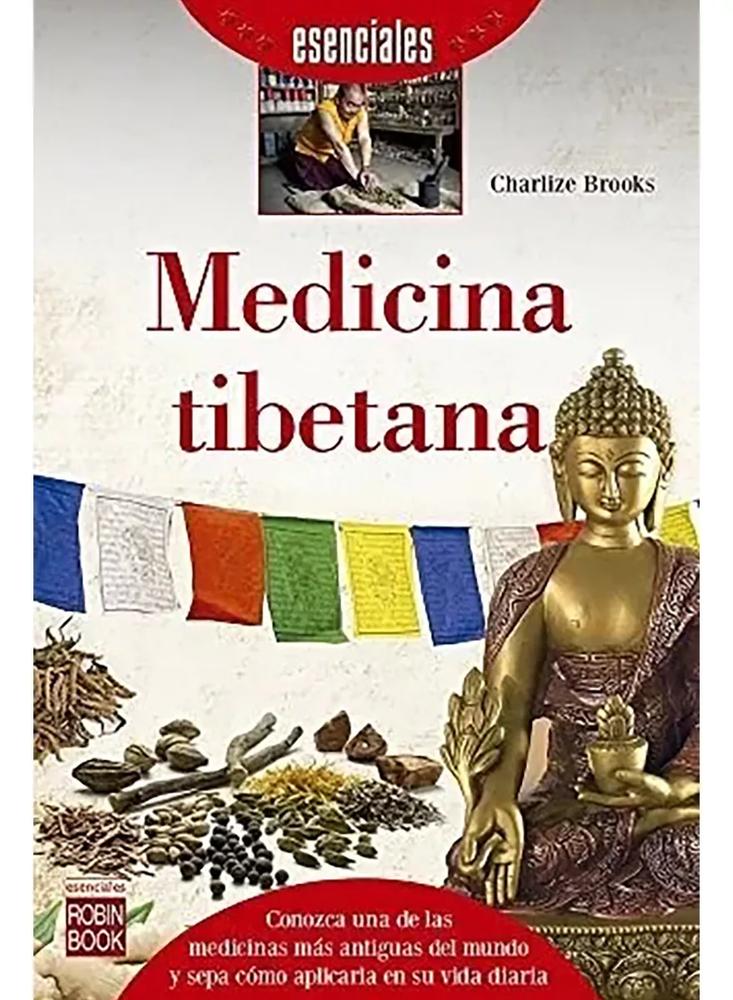 esenciales
Charlize Brooks
Medicina
tibetana
esenciales
ROBIN
BOOK
Conozca una de las
medicinas más antiguas del mundo
y sepa cómo aplicarla en su vida diaria